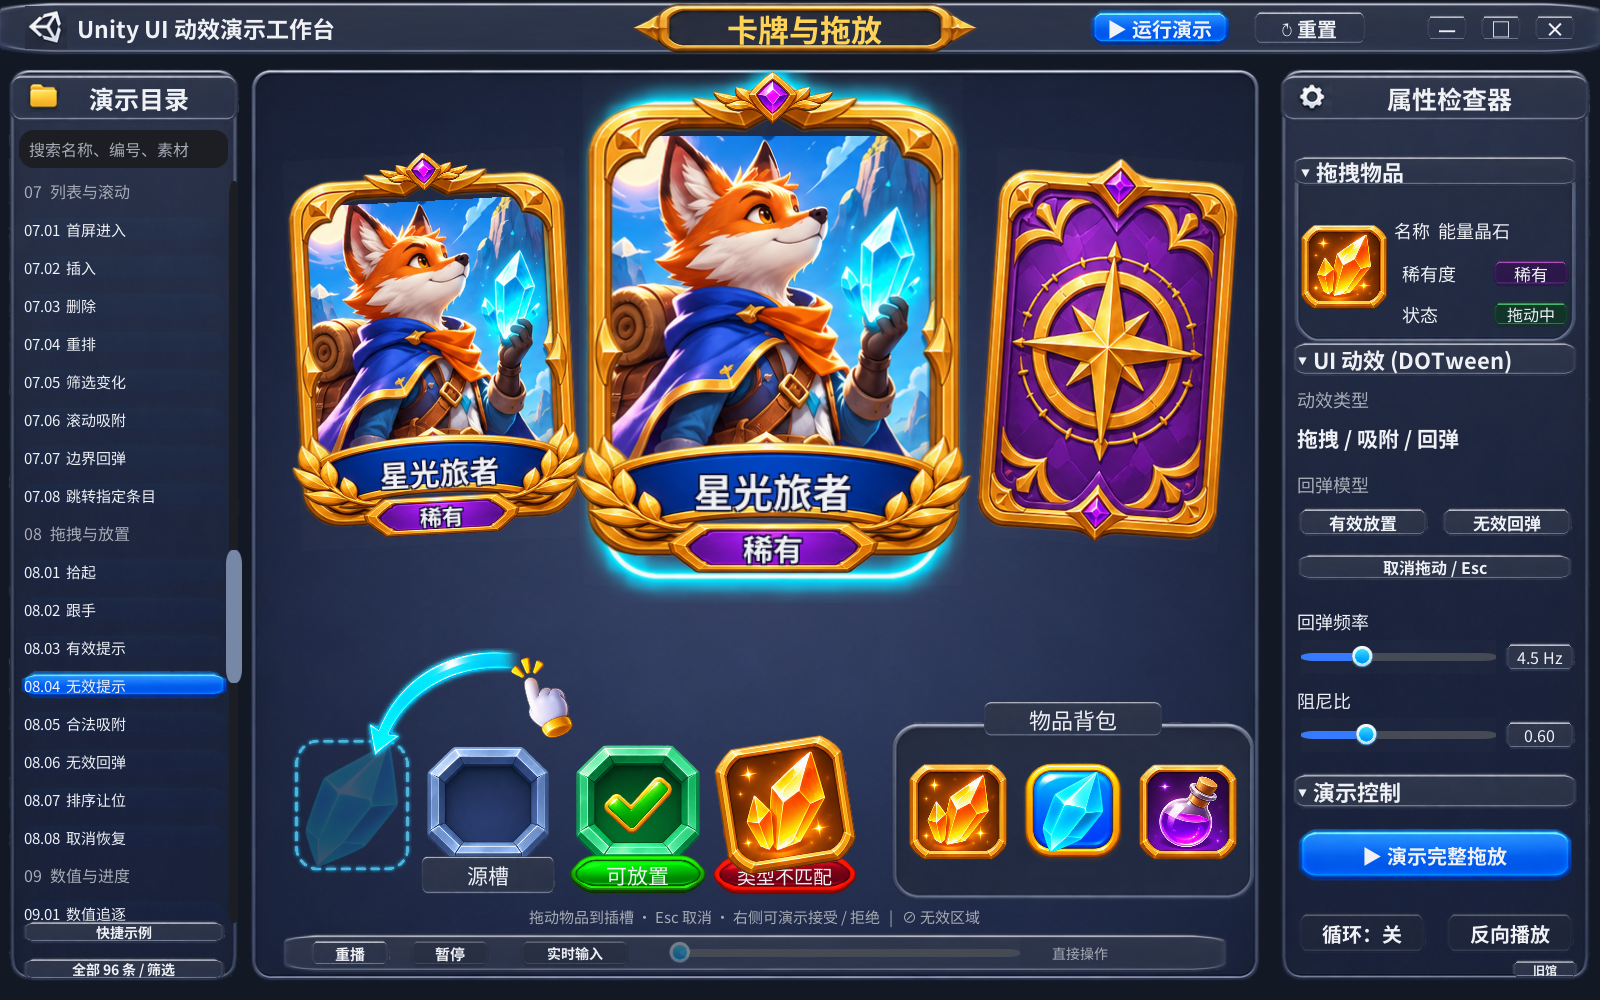 Unity UI 动效演示工作台
卡牌与拖放
运行演示
重置
演示目录
搜索名称、编号、素材
07 列表与滚动
07.01 首屏进入
07.02 插入
07.03 删除
07.04 重排
07.05 筛选变化
07.06 滚动吸附
07.07 边界回弹
07.08 跳转指定条目
08 拖拽与放置
08.01 拾起
08.02 跟手
08.03 有效提示
08.04 无效提示
08.05 合法吸附
08.06 无效回弹
08.07 排序让位
08.08 取消恢复
09 数值与进度
09.01 数值追逐
快捷示例
全部 96 条 / 筛选
星光旅者
稀有
星光旅者
稀有
源槽
可放置
类型不匹配
物品背包
拖动物品到插槽 · Esc 取消 · 右侧可演示接受 / 拒绝 | ⊘ 无效区域
重播
暂停
实时输入
直接操作
属性检查器
拖拽物品
名称 能量晶石
稀有度 稀有
状态 拖动中
UI 动效 (DOTween)
动效类型
拖拽 / 吸附 / 回弹
回弹模型
有效放置 无效回弹
取消拖动 / Esc
回弹频率
4.5 Hz
阻尼比
0.60
演示控制
演示完整拖放
循环：关 反向播放
旧馆